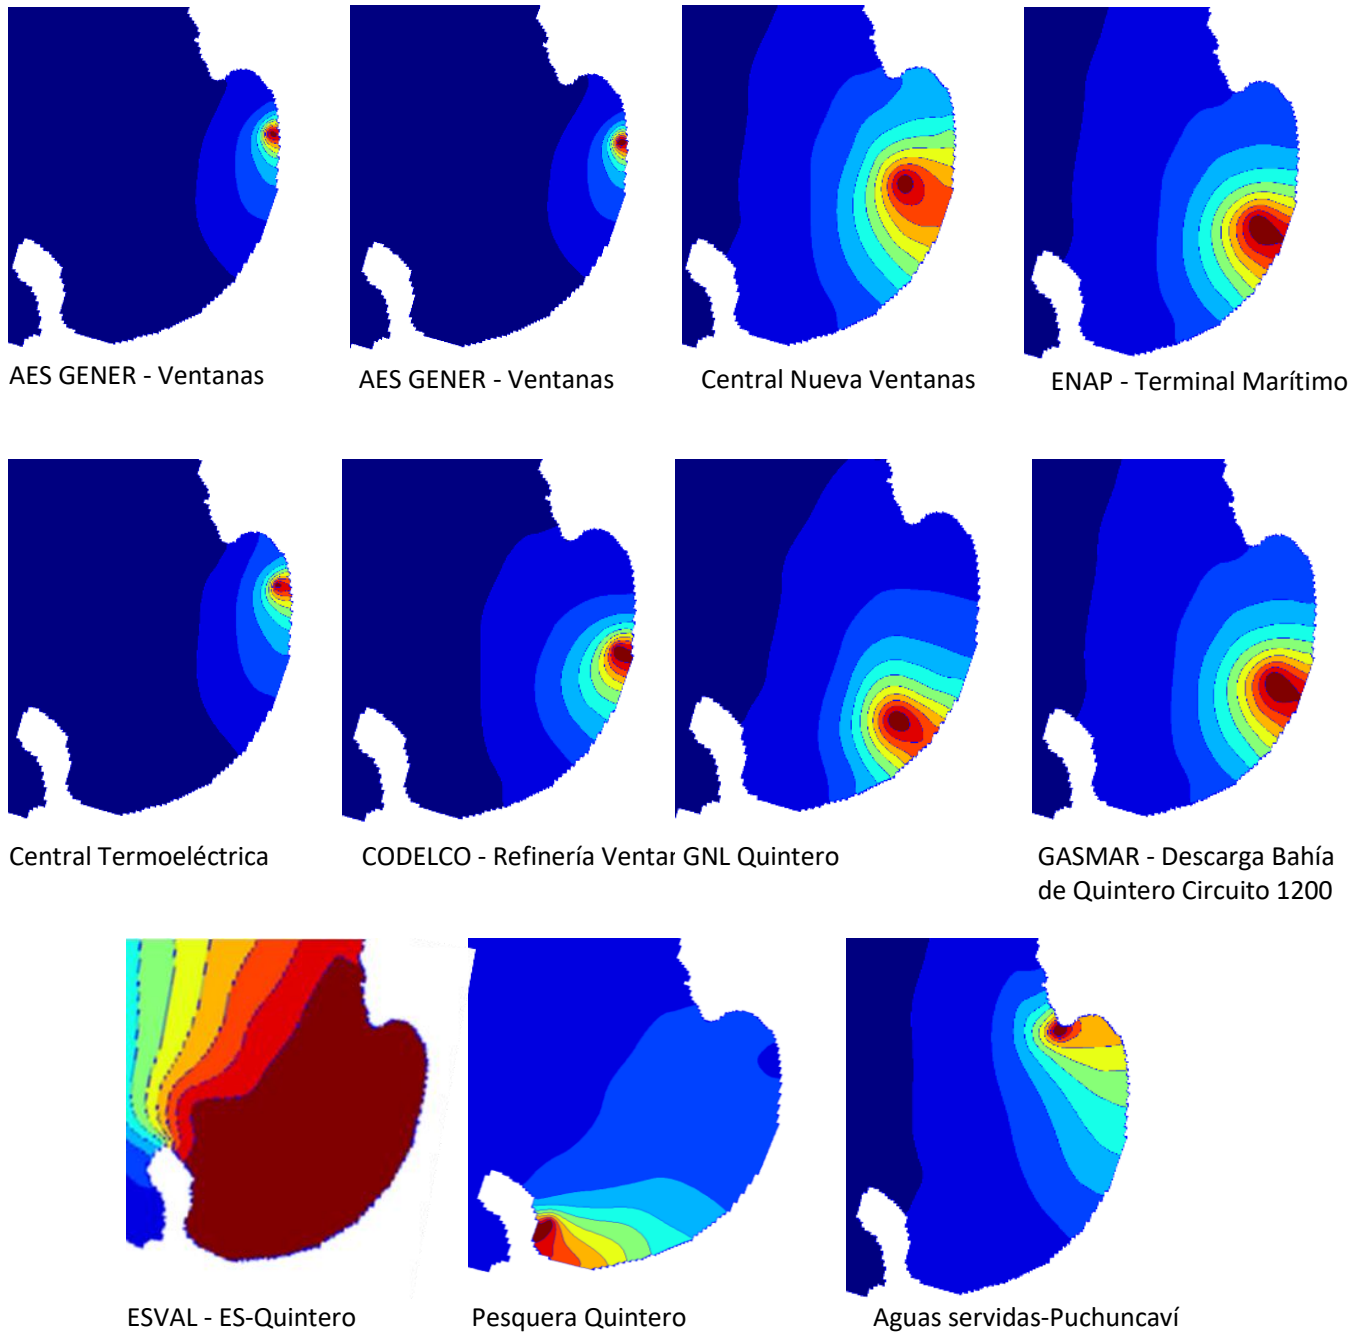 AES GENER - Ventanas
AES GENER - Ventanas
Central Nueva Ventanas
ENAP - Terminal Marítimo
Central Termoeléctrica
CODELCO - Refinería Ventar
GNL Quintero
GASMAR - Descarga Bahía
de Quintero Circuito 1200
ESVAL - ES-Quintero
Pesquera Quintero
Aguas servidas-Puchuncaví